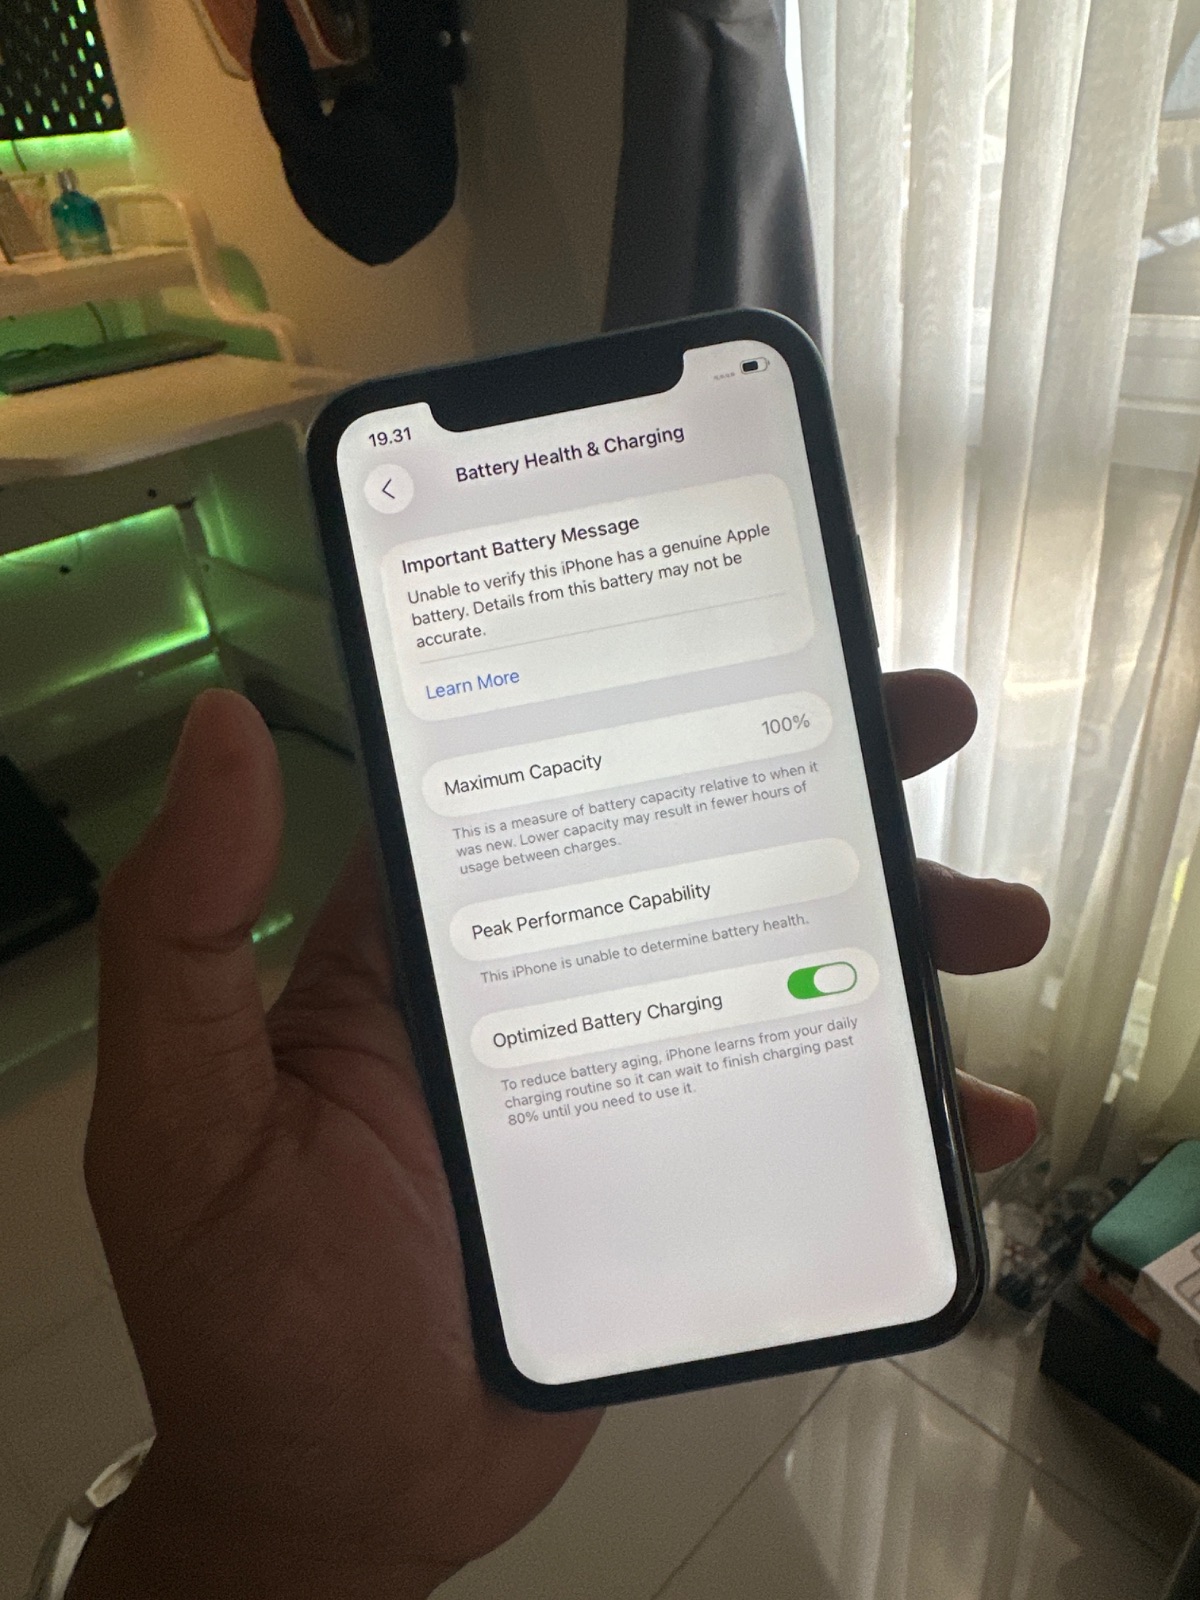 19.31
Battery Health & Charging
Important Battery Message
Unable to verify this iPhone has a genuine Apple
battery. Details from this battery may not be
accurate.
Learn More
Maximum Capacity 100%
This is a measure of battery capacity relative to when it
was new. Lower capacity may result in fewer hours of
usage between charges.
Peak Performance Capability
This iPhone is unable to determine battery health.
Optimized Battery Charging
To reduce battery aging, iPhone learns from your daily
charging routine so it can wait to finish charging past
80% until you need to use it.